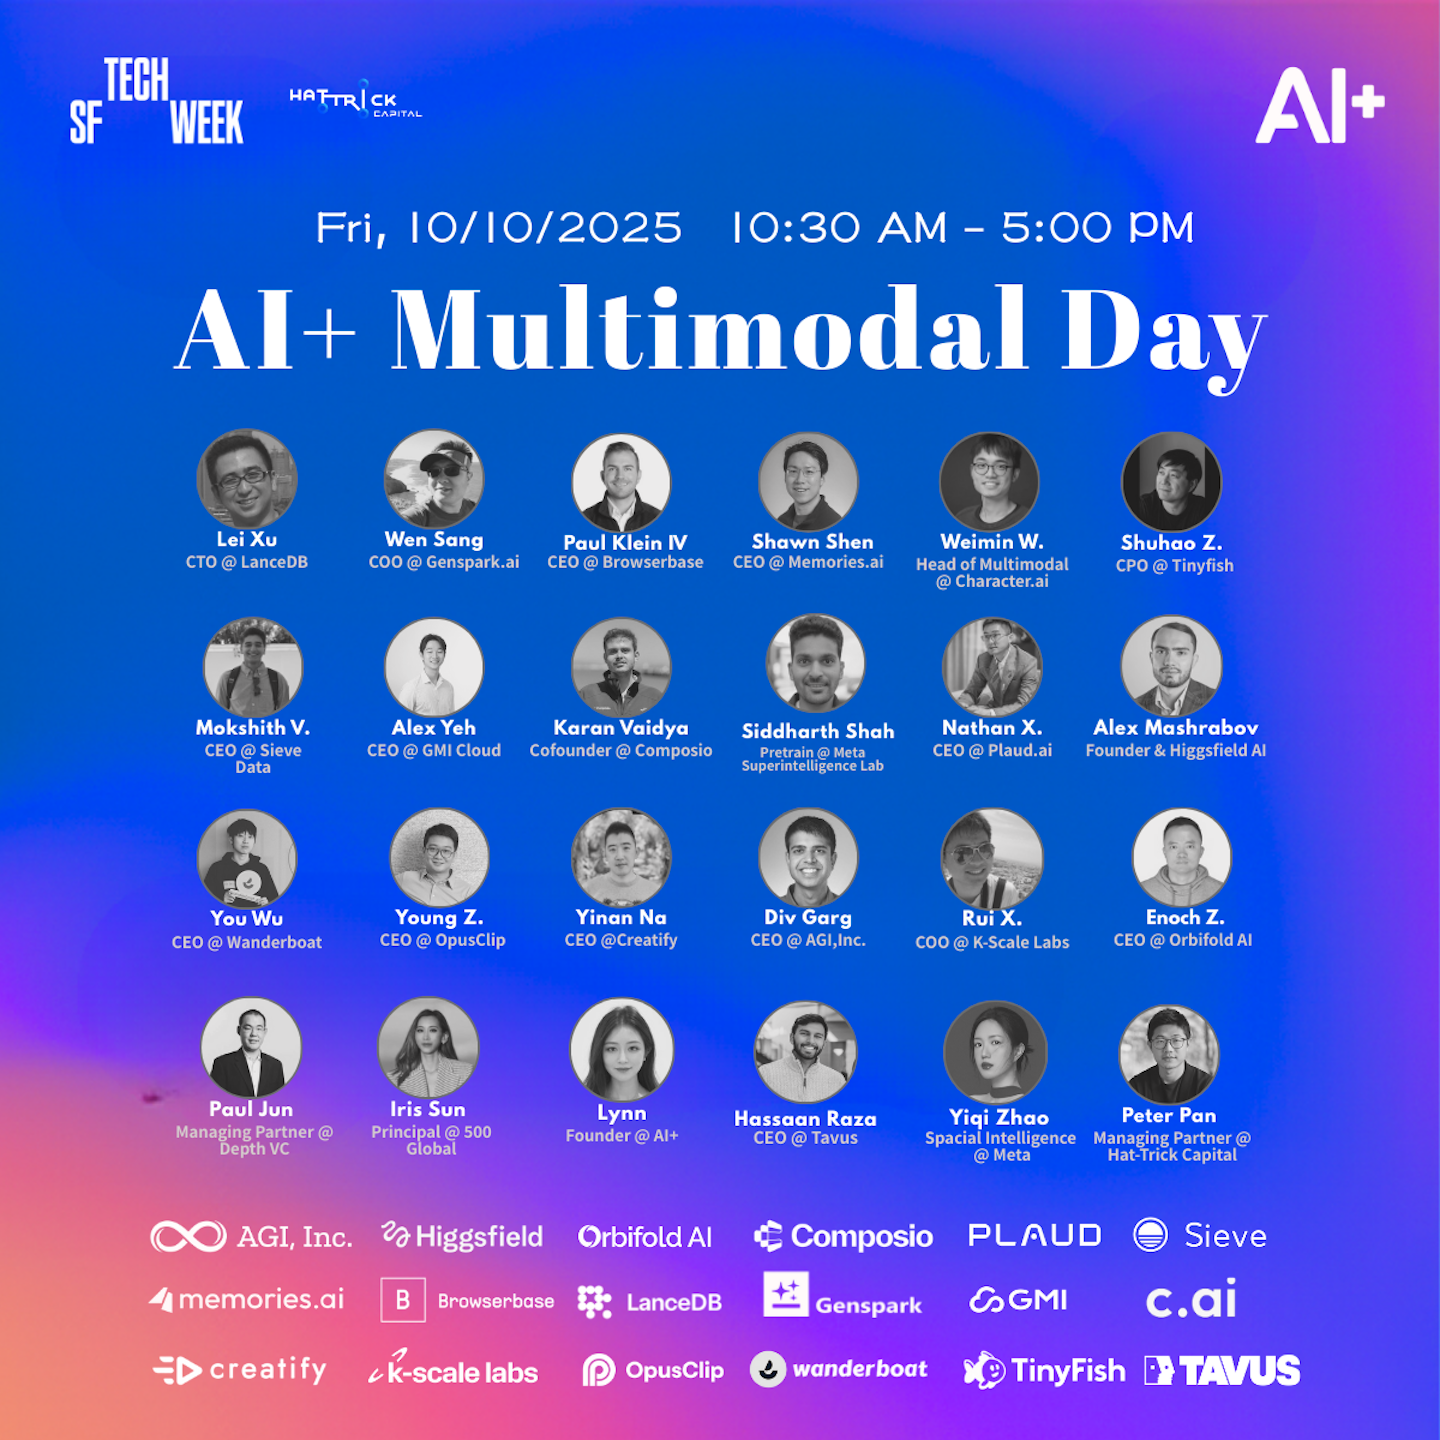 SF TECH WEEK
HATTRICK CAPITAL
AI+
Fri, 10/10/2025 10:30 AM - 5:00 PM
AI+ Multimodal Day
Lei Xu
CTO @ LanceDB
Wen Sang
COO @ Genspark.ai
Paul Klein IV
CEO @ Browserbase
Shawn Shen
CEO @ Memories.ai
Weimin W.
Head of Multimodal
@ Character.ai
Shuhao Z.
CPO @ Tinyfish
Mokshith V.
CEO @ Sieve
Data
Alex Yeh
CEO @ GMI Cloud
Karan Vaidya
Cofounder @ Composio
Siddharth Shah
Pretrain @ Meta
Superintelligence Lab
Nathan X.
CEO @ Plaud.ai
Alex Mashrabov
Founder & Higgsfield AI
You Wu
CEO @ Wanderboat
Young Z.
CEO @ OpusClip
Yinan Na
CEO @Creatify
Div Garg
CEO @ AGI,Inc.
Rui X.
COO @ K-Scale Labs
Enoch Z.
CEO @ Orbifold AI
Paul Jun
Managing Partner @
Depth VC
Iris Sun
Principal @ 500
Global
Lynn
Founder @ AI+
Hassaan Raza
CEO @ Tavus
Yiqi Zhao
Spacial Intelligence
@ Meta
Peter Pan
Managing Partner @
Hat-Trick Capital
AGI, Inc. Higgsfield Orbifold AI Composio PLAUD Sieve
memories.ai B Browserbase LanceDB Genspark GMI c.ai
creatify k-scale labs OpusClip wanderboat TinyFish TAVUS